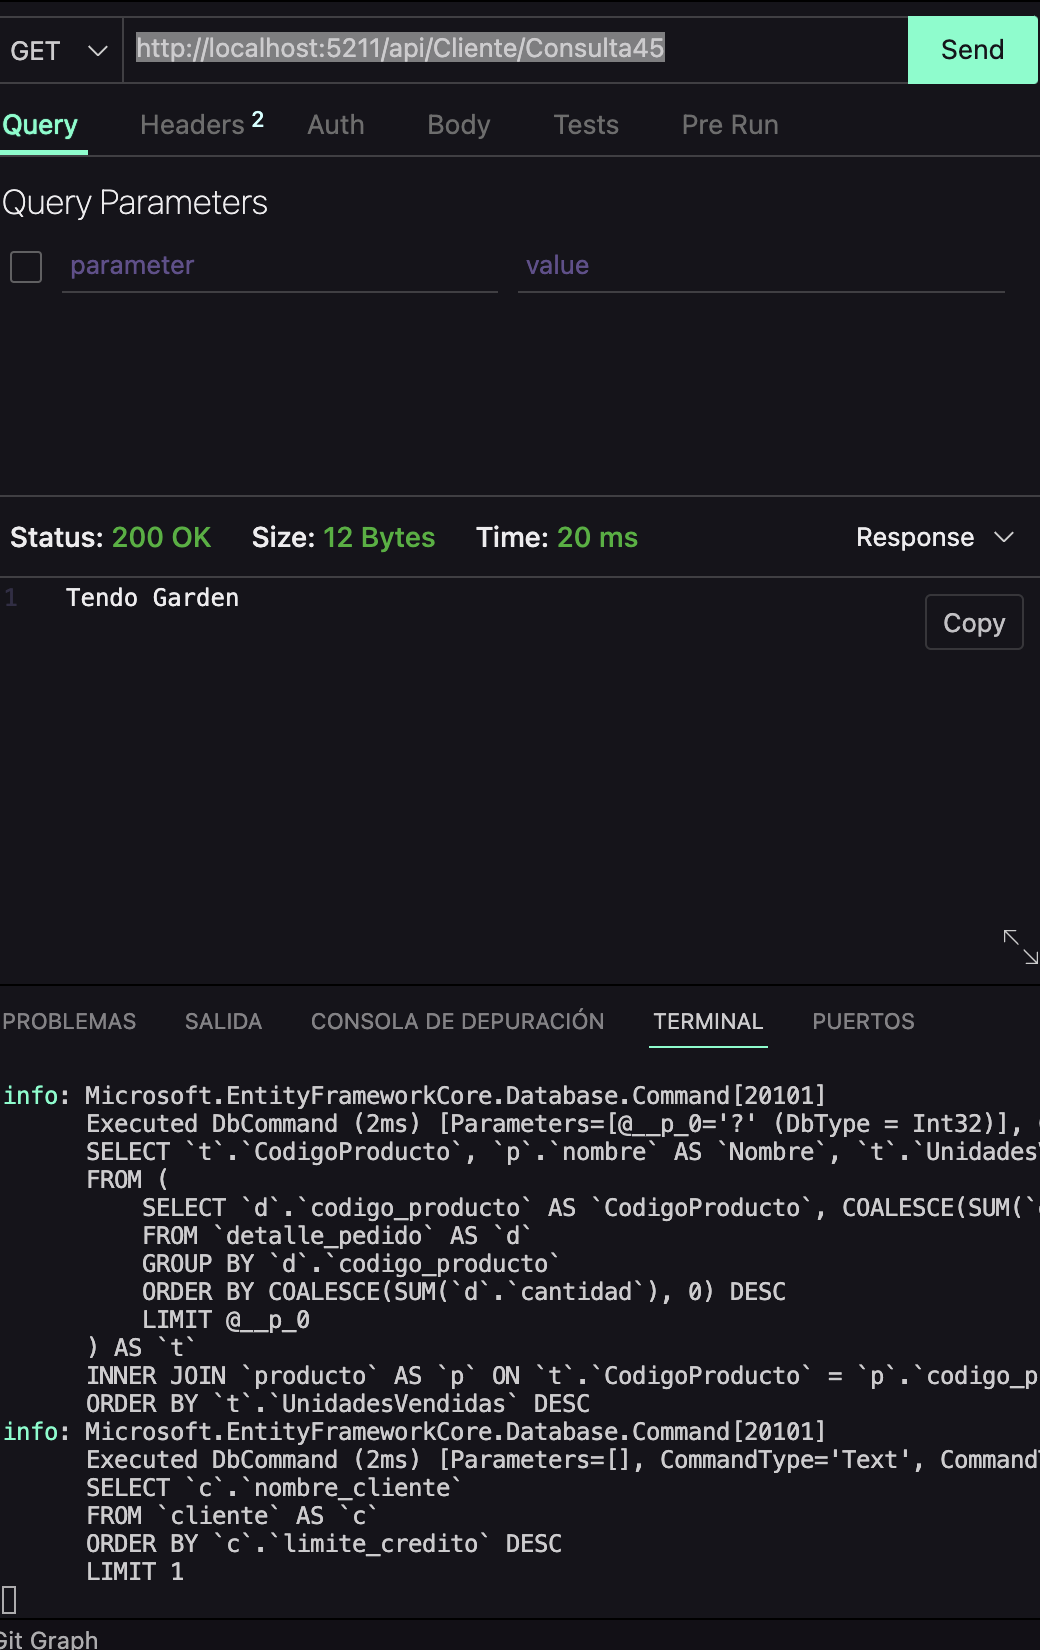 GET http://localhost:5211/api/Cliente/Consulta45 Send
Query Headers 2 Auth Body Tests Pre Run
Query Parameters
parameter value
Status: 200 OK Size: 12 Bytes Time: 20 ms Response
1 Tendo Garden
Copy
PROBLEMAS SALIDA CONSOLA DE DEPURACIÓN TERMINAL PUERTOS
info: Microsoft.EntityFrameworkCore.Database.Command[20101]
Executed DbCommand (2ms) [Parameters=[@__p_0='?' (DbType = Int32)],
SELECT `t`.`CodigoProducto`, `p`.`nombre` AS `Nombre`, `t`.`Unidades
FROM (
SELECT `d`.`codigo_producto` AS `CodigoProducto`, COALESCE(SUM(`
FROM `detalle_pedido` AS `d`
GROUP BY `d`.`codigo_producto`
ORDER BY COALESCE(SUM(`d`.`cantidad`), 0) DESC
LIMIT @__p_0
) AS `t`
INNER JOIN `producto` AS `p` ON `t`.`CodigoProducto` = `p`.`codigo_p
ORDER BY `t`.`UnidadesVendidas` DESC
info: Microsoft.EntityFrameworkCore.Database.Command[20101]
Executed DbCommand (2ms) [Parameters=[], CommandType='Text', Command
SELECT `c`.`nombre_cliente`
FROM `cliente` AS `c`
ORDER BY `c`.`limite_credito` DESC
LIMIT 1
Git Graph